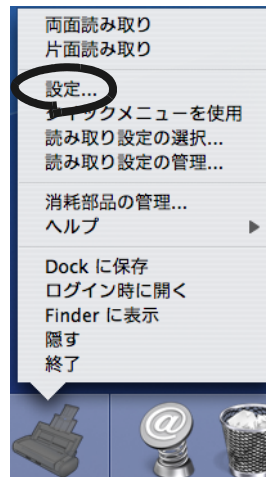 両面読み取り
片面読み取り
設定...
クイックメニューを使用
読み取り設定の選択...
読み取り設定の管理...
消耗部品の管理...
ヘルプ
Dock に保存
ログイン時に開く
Finder に表示
隠す
終了
@